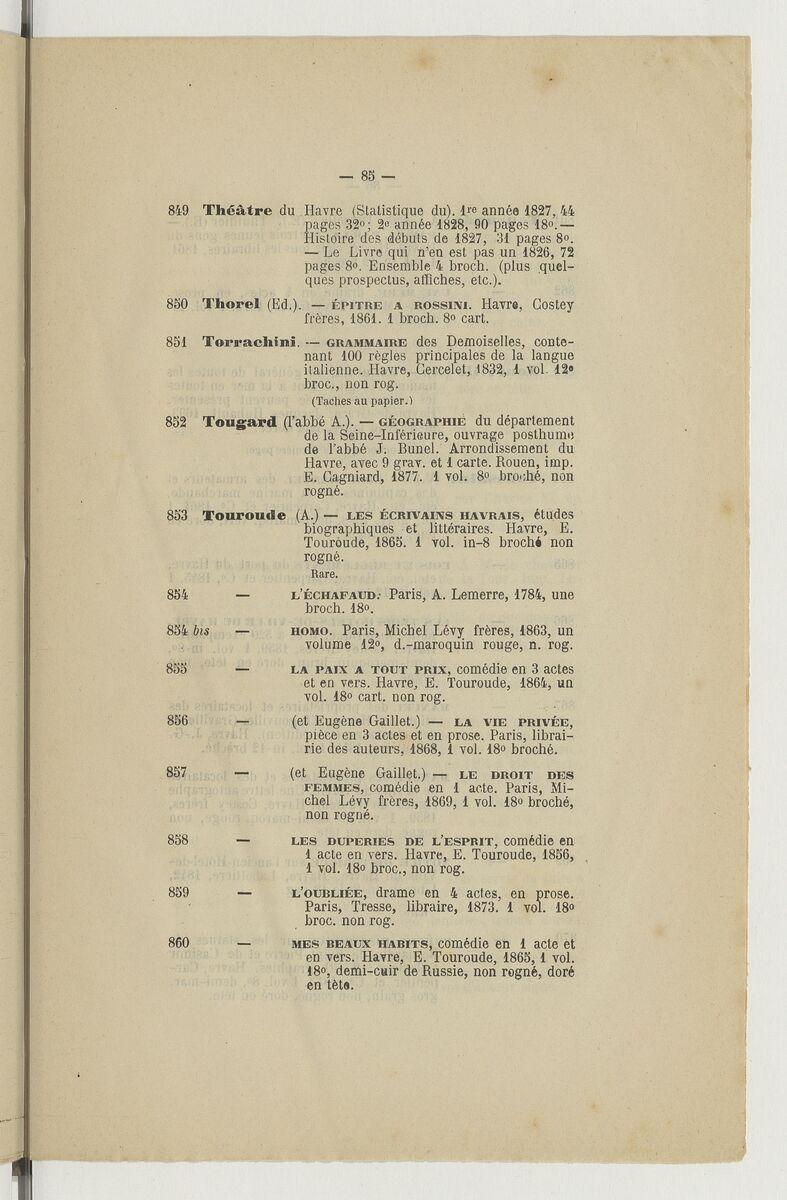 — 85 —
849 Théâtre du Havre (Statistique du). 1re année 1827, 44
pages 32o; 2e année 1828, 90 pages 18o. —
Histoire des débuts de 1827, 31 pages 8o.
— Le Livre qui n'en est pas un 1826, 72
pages 8o. Ensemble 4 broch. (plus quel-
ques prospectus, affiches, etc.).
850 Thorel (Ed.). — ÉPITRE A ROSSINI. Havre, Costey
frères, 1861. 1 broch. 8o cart.
851 Torrachini. — GRAMMAIRE des Demoiselles, conte-
nant 100 règles principales de la langue
italienne. Havre, Cercelet, 1832, 1 vol. 12o
broc., non rog.
(Taches au papier.)
852 Tougard (l'abbé A.). — GÉOGRAPHIE du département
de la Seine-Inférieure, ouvrage posthume
de l'abbé J. Bunel. Arrondissement du
Havre, avec 9 grav. et 1 carte. Rouen, imp.
E. Cagniard, 1877. 1 vol. 8o broché, non
rogné.
853 Touroude (A.) — LES ÉCRIVAINS HAVRAIS, études
biographiques et littéraires. Havre, E.
Touroude, 1865. 1 vol. in-8 broché non
rogné.
Rare.
854 — L'ÉCHAFAUD. Paris, A. Lemerre, 1784, une
broch. 18o.
854 bis — HOMO. Paris, Michel Lévy frères, 1863, un
volume 12o, d.-maroquin rouge, n. rog.
855 — LA PAIX A TOUT PRIX, comédie en 3 actes
et en vers. Havre, E. Touroude, 1864, un
vol. 18o cart. non rog.
856 — (et Eugène Gaillet.) — LA VIE PRIVÉE,
pièce en 3 actes et en prose. Paris, librai-
rie des auteurs, 1868, 1 vol. 18o broché.
857 — (et Eugène Gaillet.) — LE DROIT DES
FEMMES, comédie en 1 acte. Paris, Mi-
chel Lévy frères, 1869, 1 vol. 18o broché,
non rogné.
858 — LES DUPERIES DE L'ESPRIT, comédie en
1 acte en vers. Havre, E. Touroude, 1856,
1 vol. 18o broc., non rog.
859 — L'OUBLIÉE, drame en 4 actes, en prose.
Paris, Tresse, libraire, 1873. 1 vol. 18o
broc. non rog.
860 — MES BEAUX HABITS, comédie en 1 acte et
en vers. Havre, E. Touroude, 1865, 1 vol.
18o, demi-cuir de Russie, non rogné, doré
en tête.